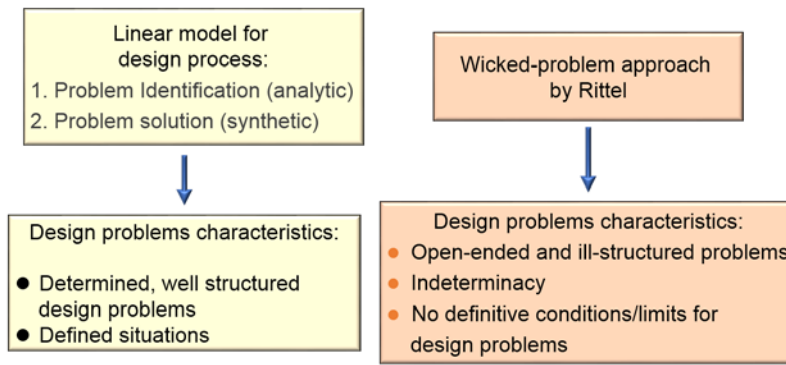 Linear model for
design process:
1. Problem Identification (analytic)
2. Problem solution (synthetic)
Design problems characteristics:
● Determined, well structured
design problems
● Defined situations
Wicked-problem approach
by Rittel
Design problems characteristics:
● Open-ended and ill-structured problems
● Indeterminacy
● No definitive conditions/limits for
design problems